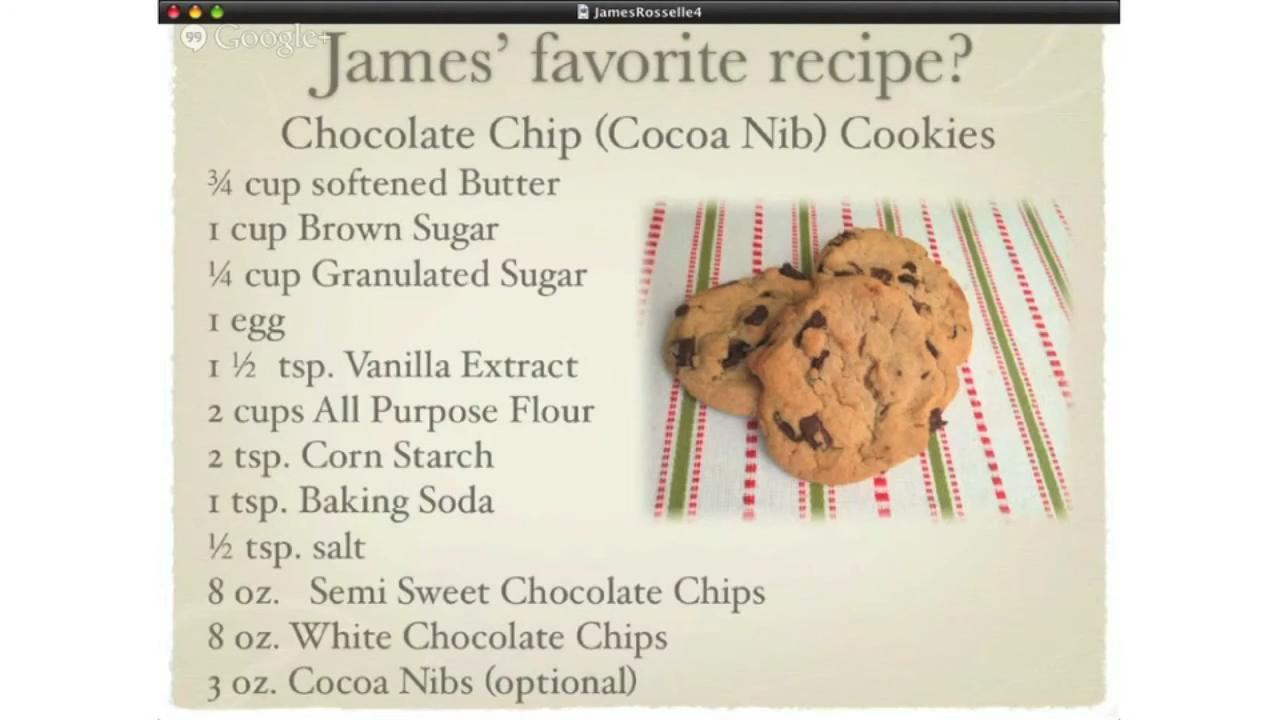 JamesRosselle4
Google+
James’ favorite recipe?
Chocolate Chip (Cocoa Nib) Cookies
¾ cup softened Butter
1 cup Brown Sugar
¼ cup Granulated Sugar
1 egg
1 ½ tsp. Vanilla Extract
2 cups All Purpose Flour
2 tsp. Corn Starch
1 tsp. Baking Soda
½ tsp. salt
8 oz. Semi Sweet Chocolate Chips
8 oz. White Chocolate Chips
3 oz. Cocoa Nibs (optional)